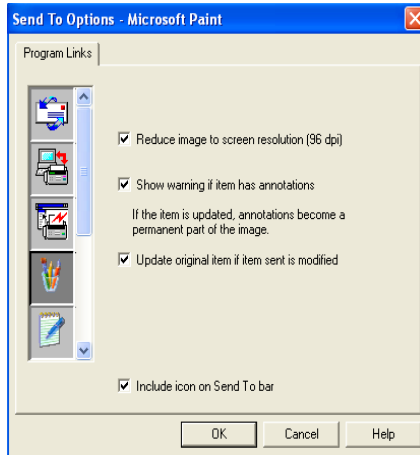 Send To Options - Microsoft Paint
Program Links
Reduce image to screen resolution (96 dpi)
Show warning if item has annotations
If the item is updated, annotations become a
permanent part of the image.
Update original item if item sent is modified
Include icon on Send To bar
OK Cancel Help